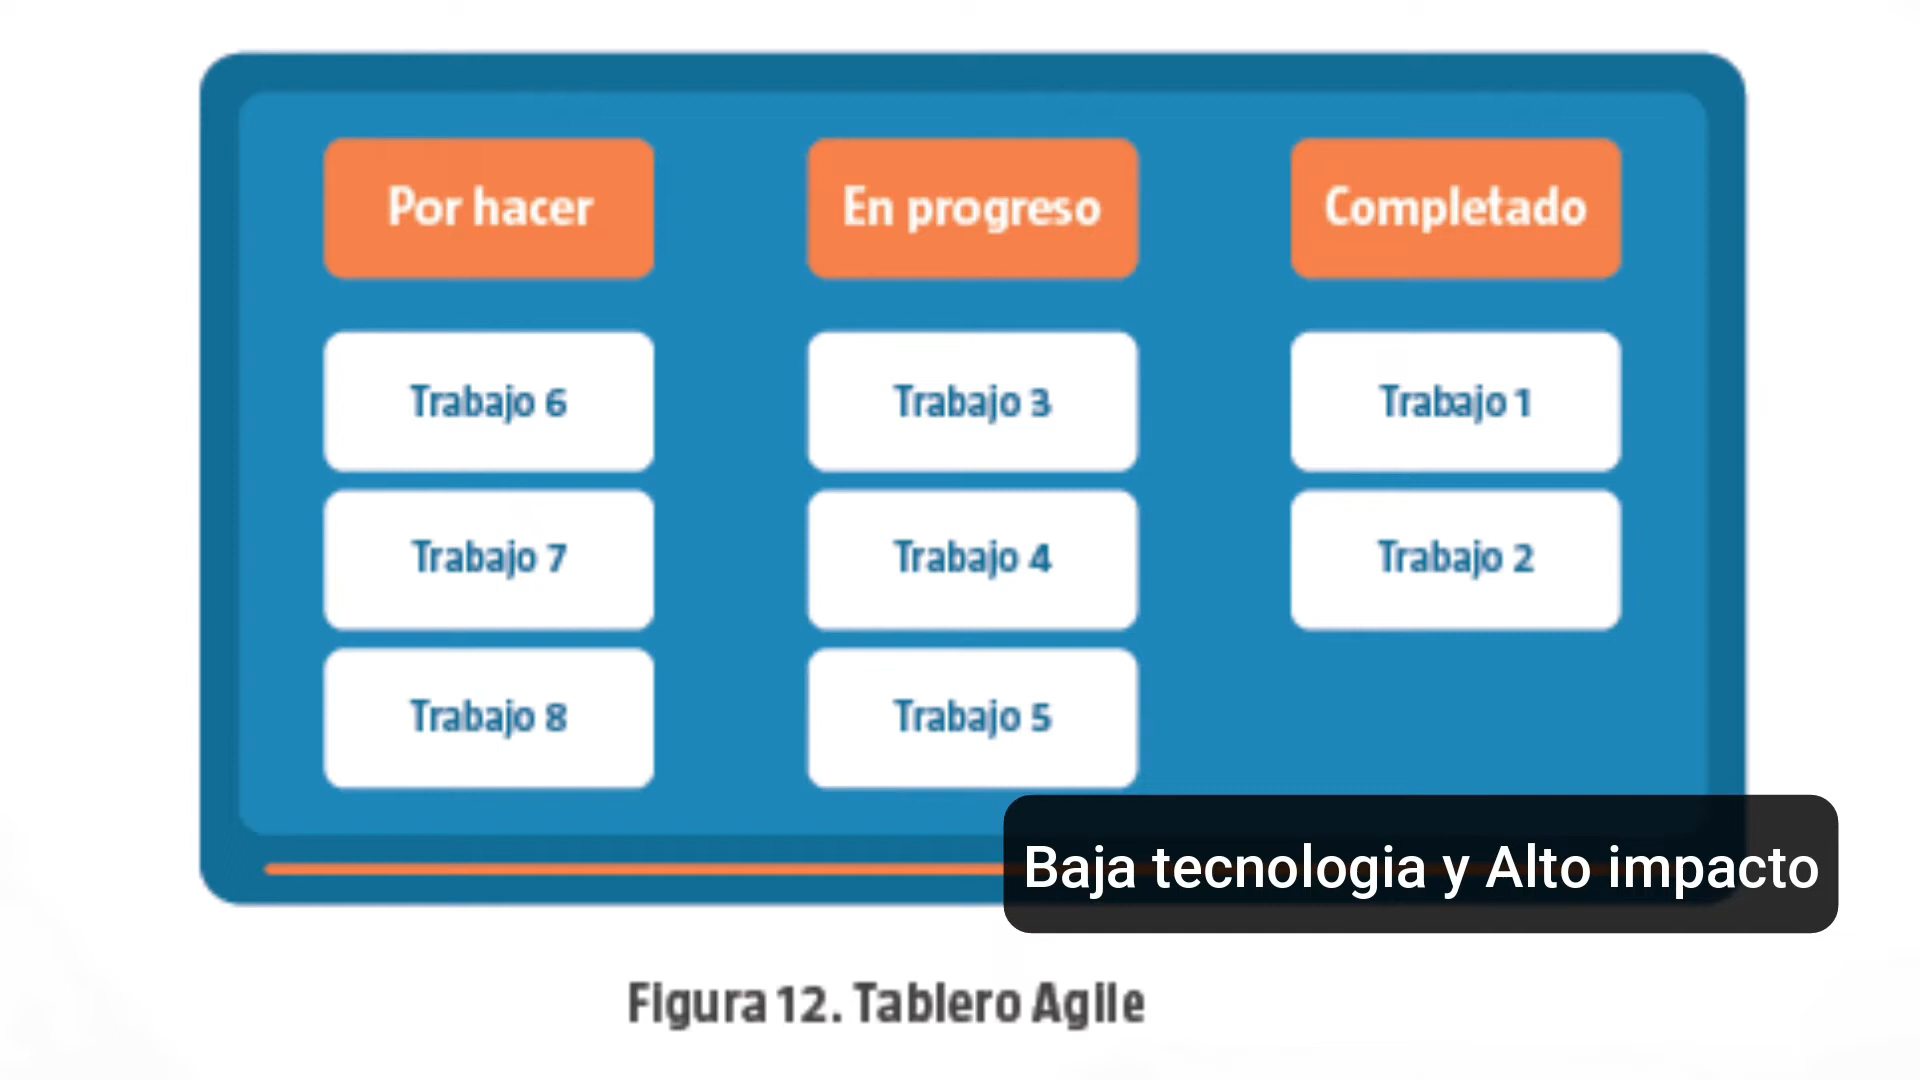 Por hacer
En progreso
Completado
Trabajo 6
Trabajo 3
Trabajo 1
Trabajo 7
Trabajo 4
Trabajo 2
Trabajo 8
Trabajo 5
Baja tecnologia y Alto impacto
Figura 12. Tablero Agile